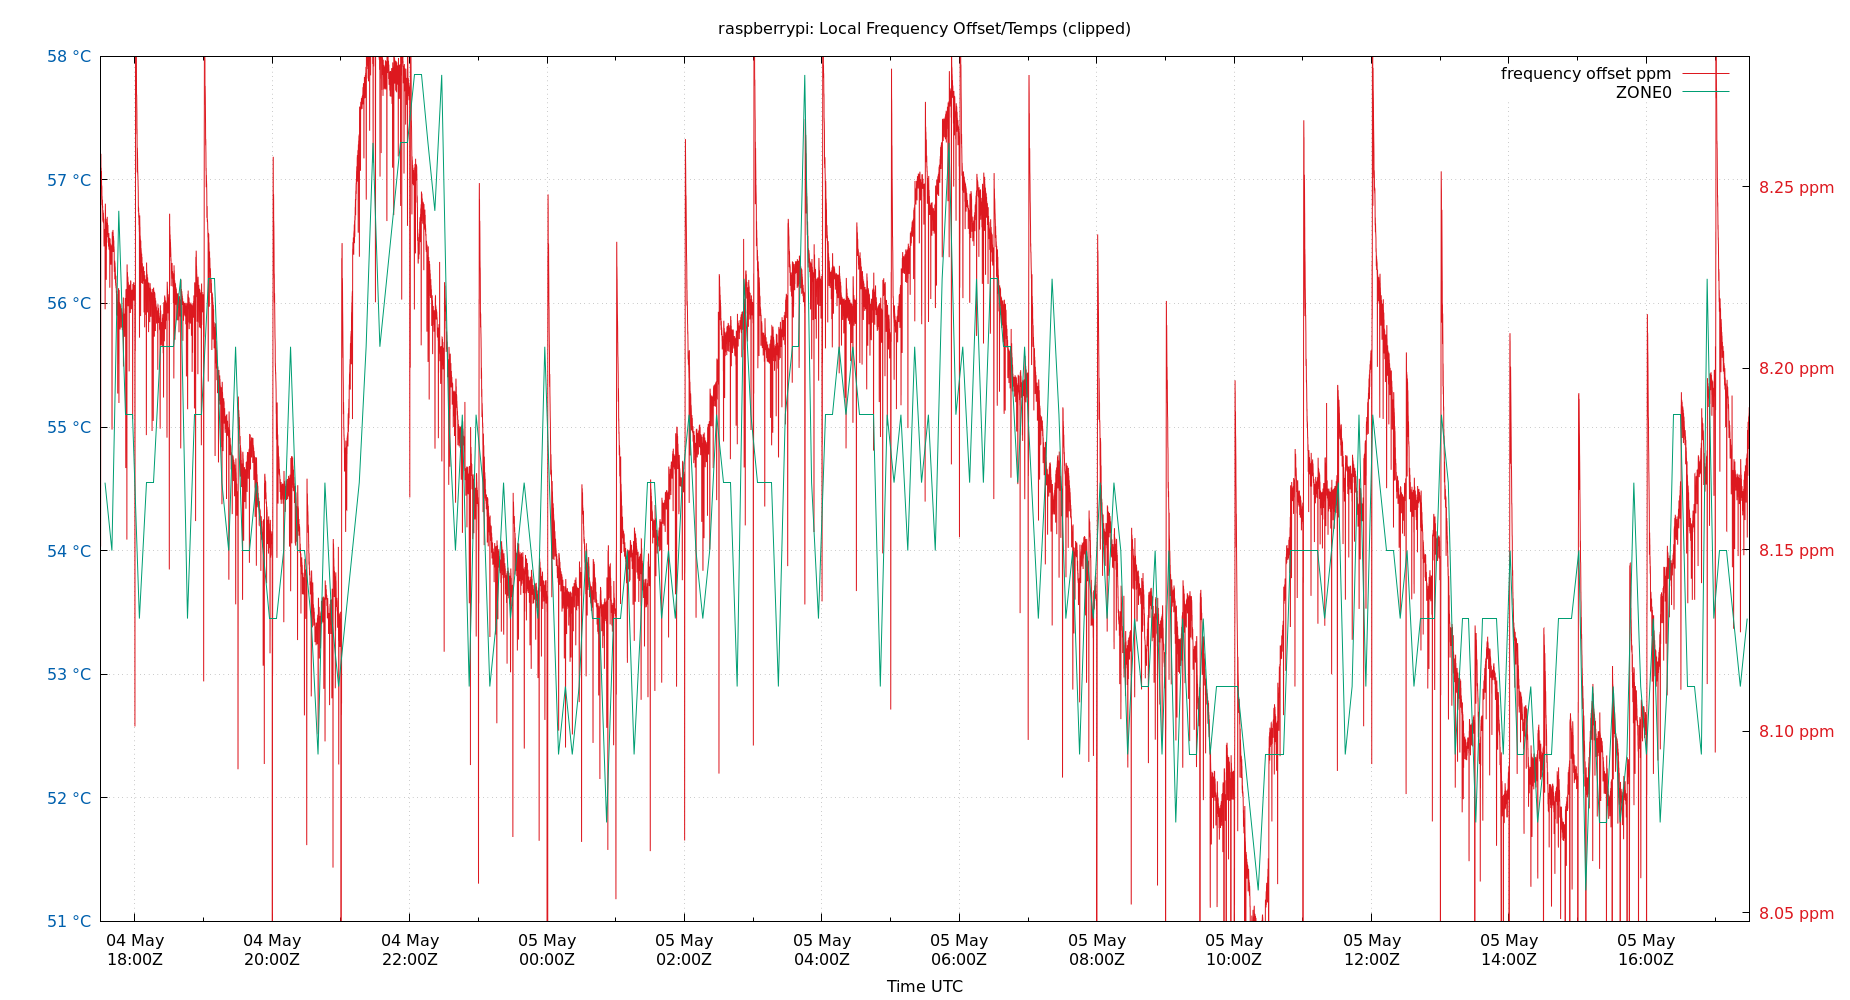 raspberrypi: Local Frequency Offset/Temps (clipped)
frequency offset ppm
ZONE0
58 °C
57 °C
56 °C
55 °C
54 °C
53 °C
52 °C
51 °C
8.25 ppm
8.20 ppm
8.15 ppm
8.10 ppm
8.05 ppm
04 May
18:00Z
04 May
20:00Z
04 May
22:00Z
05 May
00:00Z
05 May
02:00Z
05 May
04:00Z
05 May
06:00Z
05 May
08:00Z
05 May
10:00Z
05 May
12:00Z
05 May
14:00Z
05 May
16:00Z
Time UTC